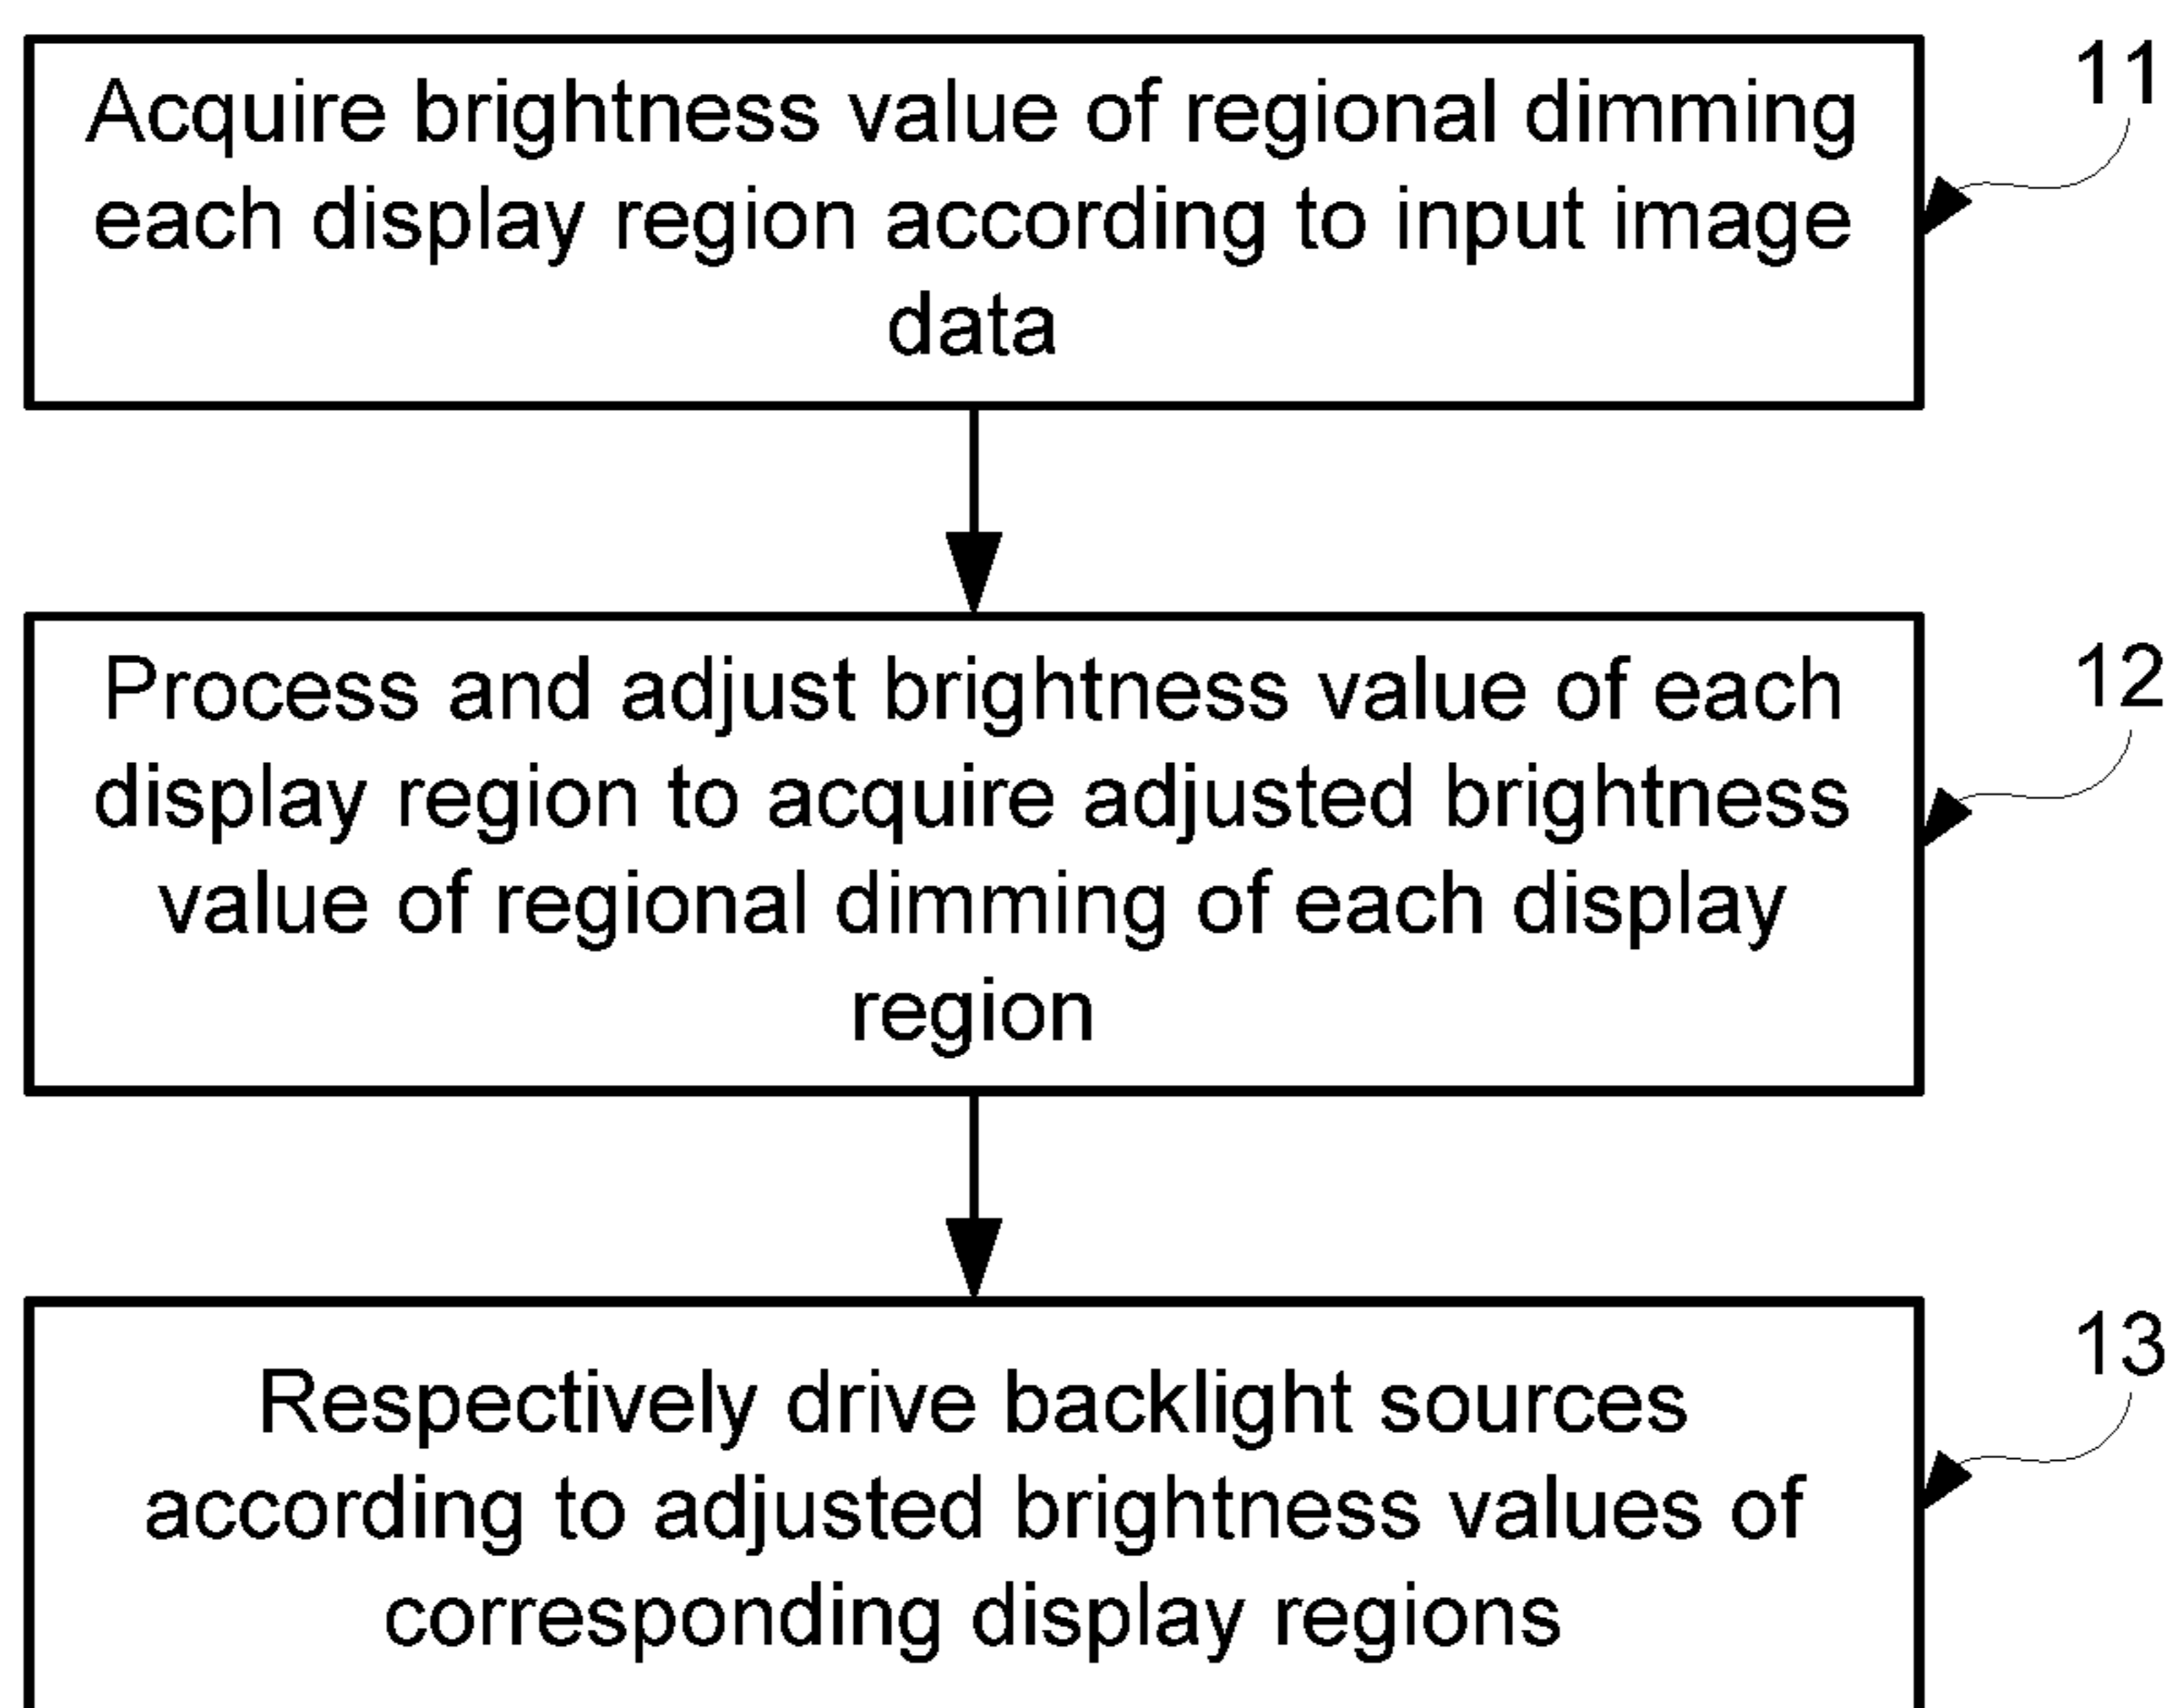 Acquire brightness value of regional dimming
each display region according to input image
data
11
Process and adjust brightness value of each
display region to acquire adjusted brightness
value of regional dimming of each display
region
12
Respectively drive backlight sources
according to adjusted brightness values of
corresponding display regions
13